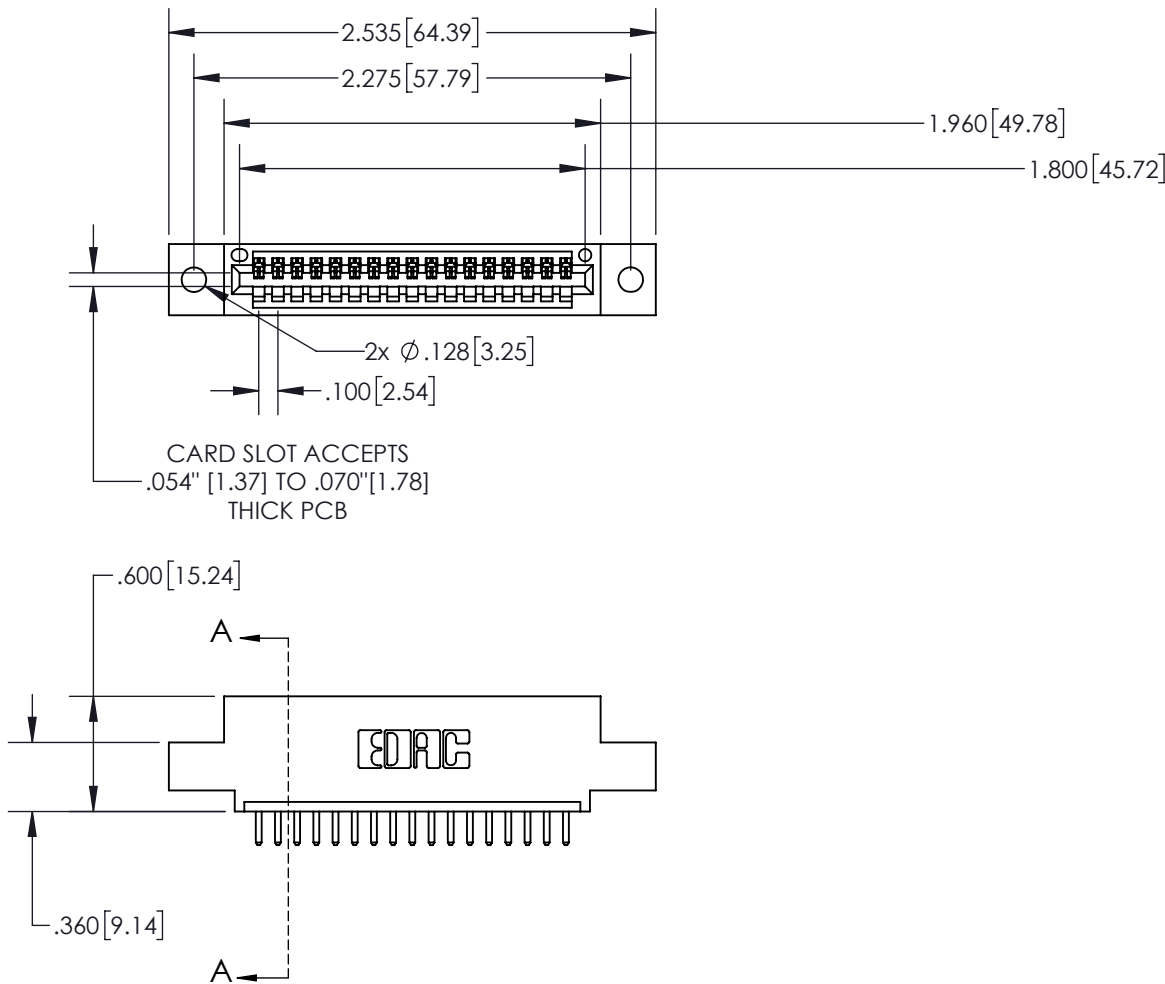 2.535[64.39]
2.275[57.79]
1.960[49.78]
1.800[45.72]
2x ∅.128[3.25]
.100[2.54]
CARD SLOT ACCEPTS
.054" [1.37] TO .070"[1.78]
THICK PCB
.600[15.24]
A
EDAC
.360[9.14]
A